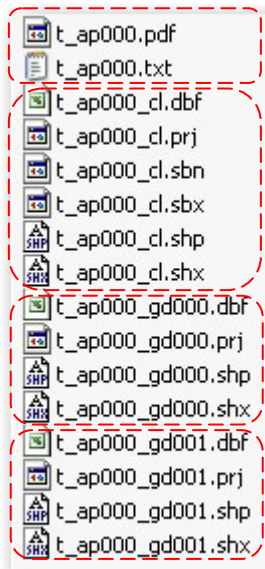 t_ap000.pdf
t_ap000.txt
t_ap000_cl.dbf
t_ap000_cl.prj
t_ap000_cl.sbn
t_ap000_cl.sbx
t_ap000_cl.shp
t_ap000_cl.shx
t_ap000_gd000.dbf
t_ap000_gd000.prj
t_ap000_gd000.shp
t_ap000_gd000.shx
t_ap000_gd001.dbf
t_ap000_gd001.prj
t_ap000_gd001.shp
t_ap000_gd001.shx